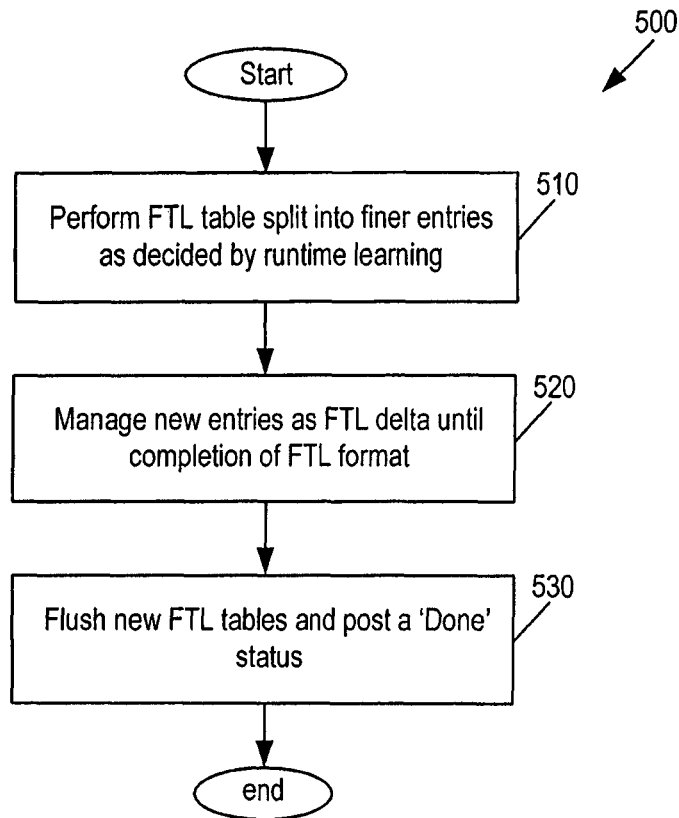 500
Start
510
Perform FTL table split into finer entries
as decided by runtime learning
520
Manage new entries as FTL delta until
completion of FTL format
530
Flush new FTL tables and post a 'Done'
status
end